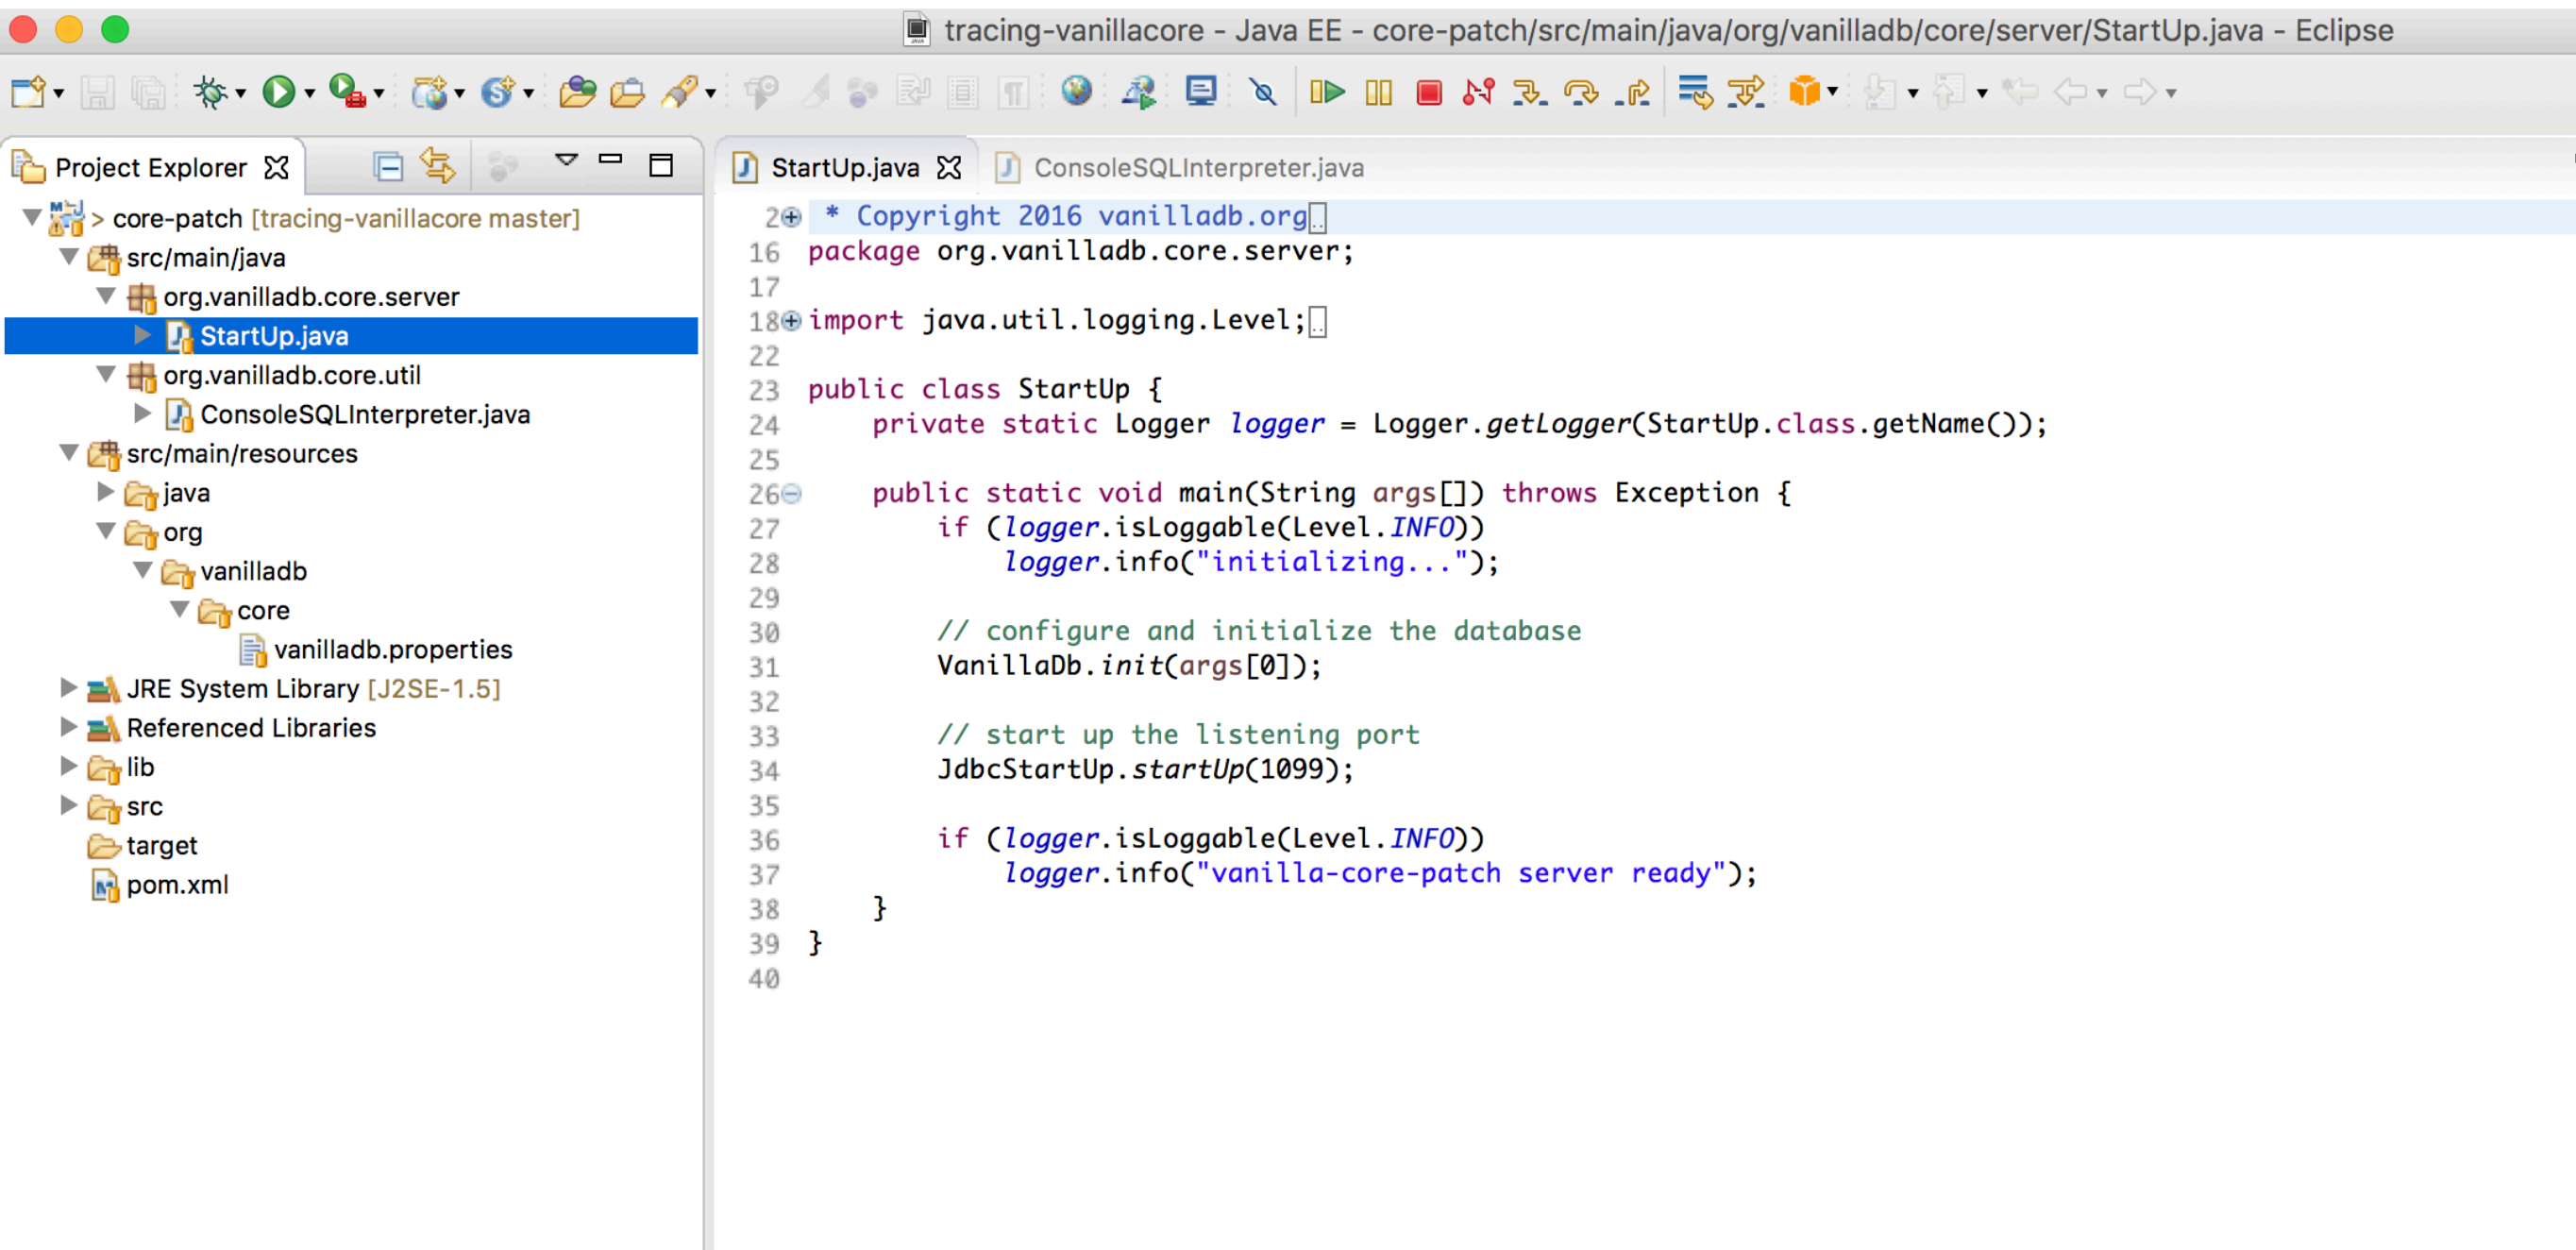 tracing-vanillacore - Java EE - core-patch/src/main/java/org/vanilladb/core/server/StartUp.java - Eclipse
Project Explorer
> core-patch [tracing-vanillacore master]
src/main/java
org.vanilladb.core.server
StartUp.java
org.vanilladb.core.util
ConsoleSQLInterpreter.java
src/main/resources
java
org
vanilladb
core
vanilladb.properties
JRE System Library [J2SE-1.5]
Referenced Libraries
lib
src
target
pom.xml
StartUp.java
ConsoleSQLInterpreter.java
2 * Copyright 2016 vanilladb.org..
16 package org.vanilladb.core.server;
17
18 import java.util.logging.Level;..
22
23 public class StartUp {
24 private static Logger logger = Logger.getLogger(StartUp.class.getName());
25
26 public static void main(String args[]) throws Exception {
27 if (logger.isLoggable(Level.INFO))
28 logger.info("initializing...");
29
30 // configure and initialize the database
31 VanillaDb.init(args[0]);
32
33 // start up the listening port
34 JdbcStartUp.startUp(1099);
35
36 if (logger.isLoggable(Level.INFO))
37 logger.info("vanilla-core-patch server ready");
38 }
39 }
40